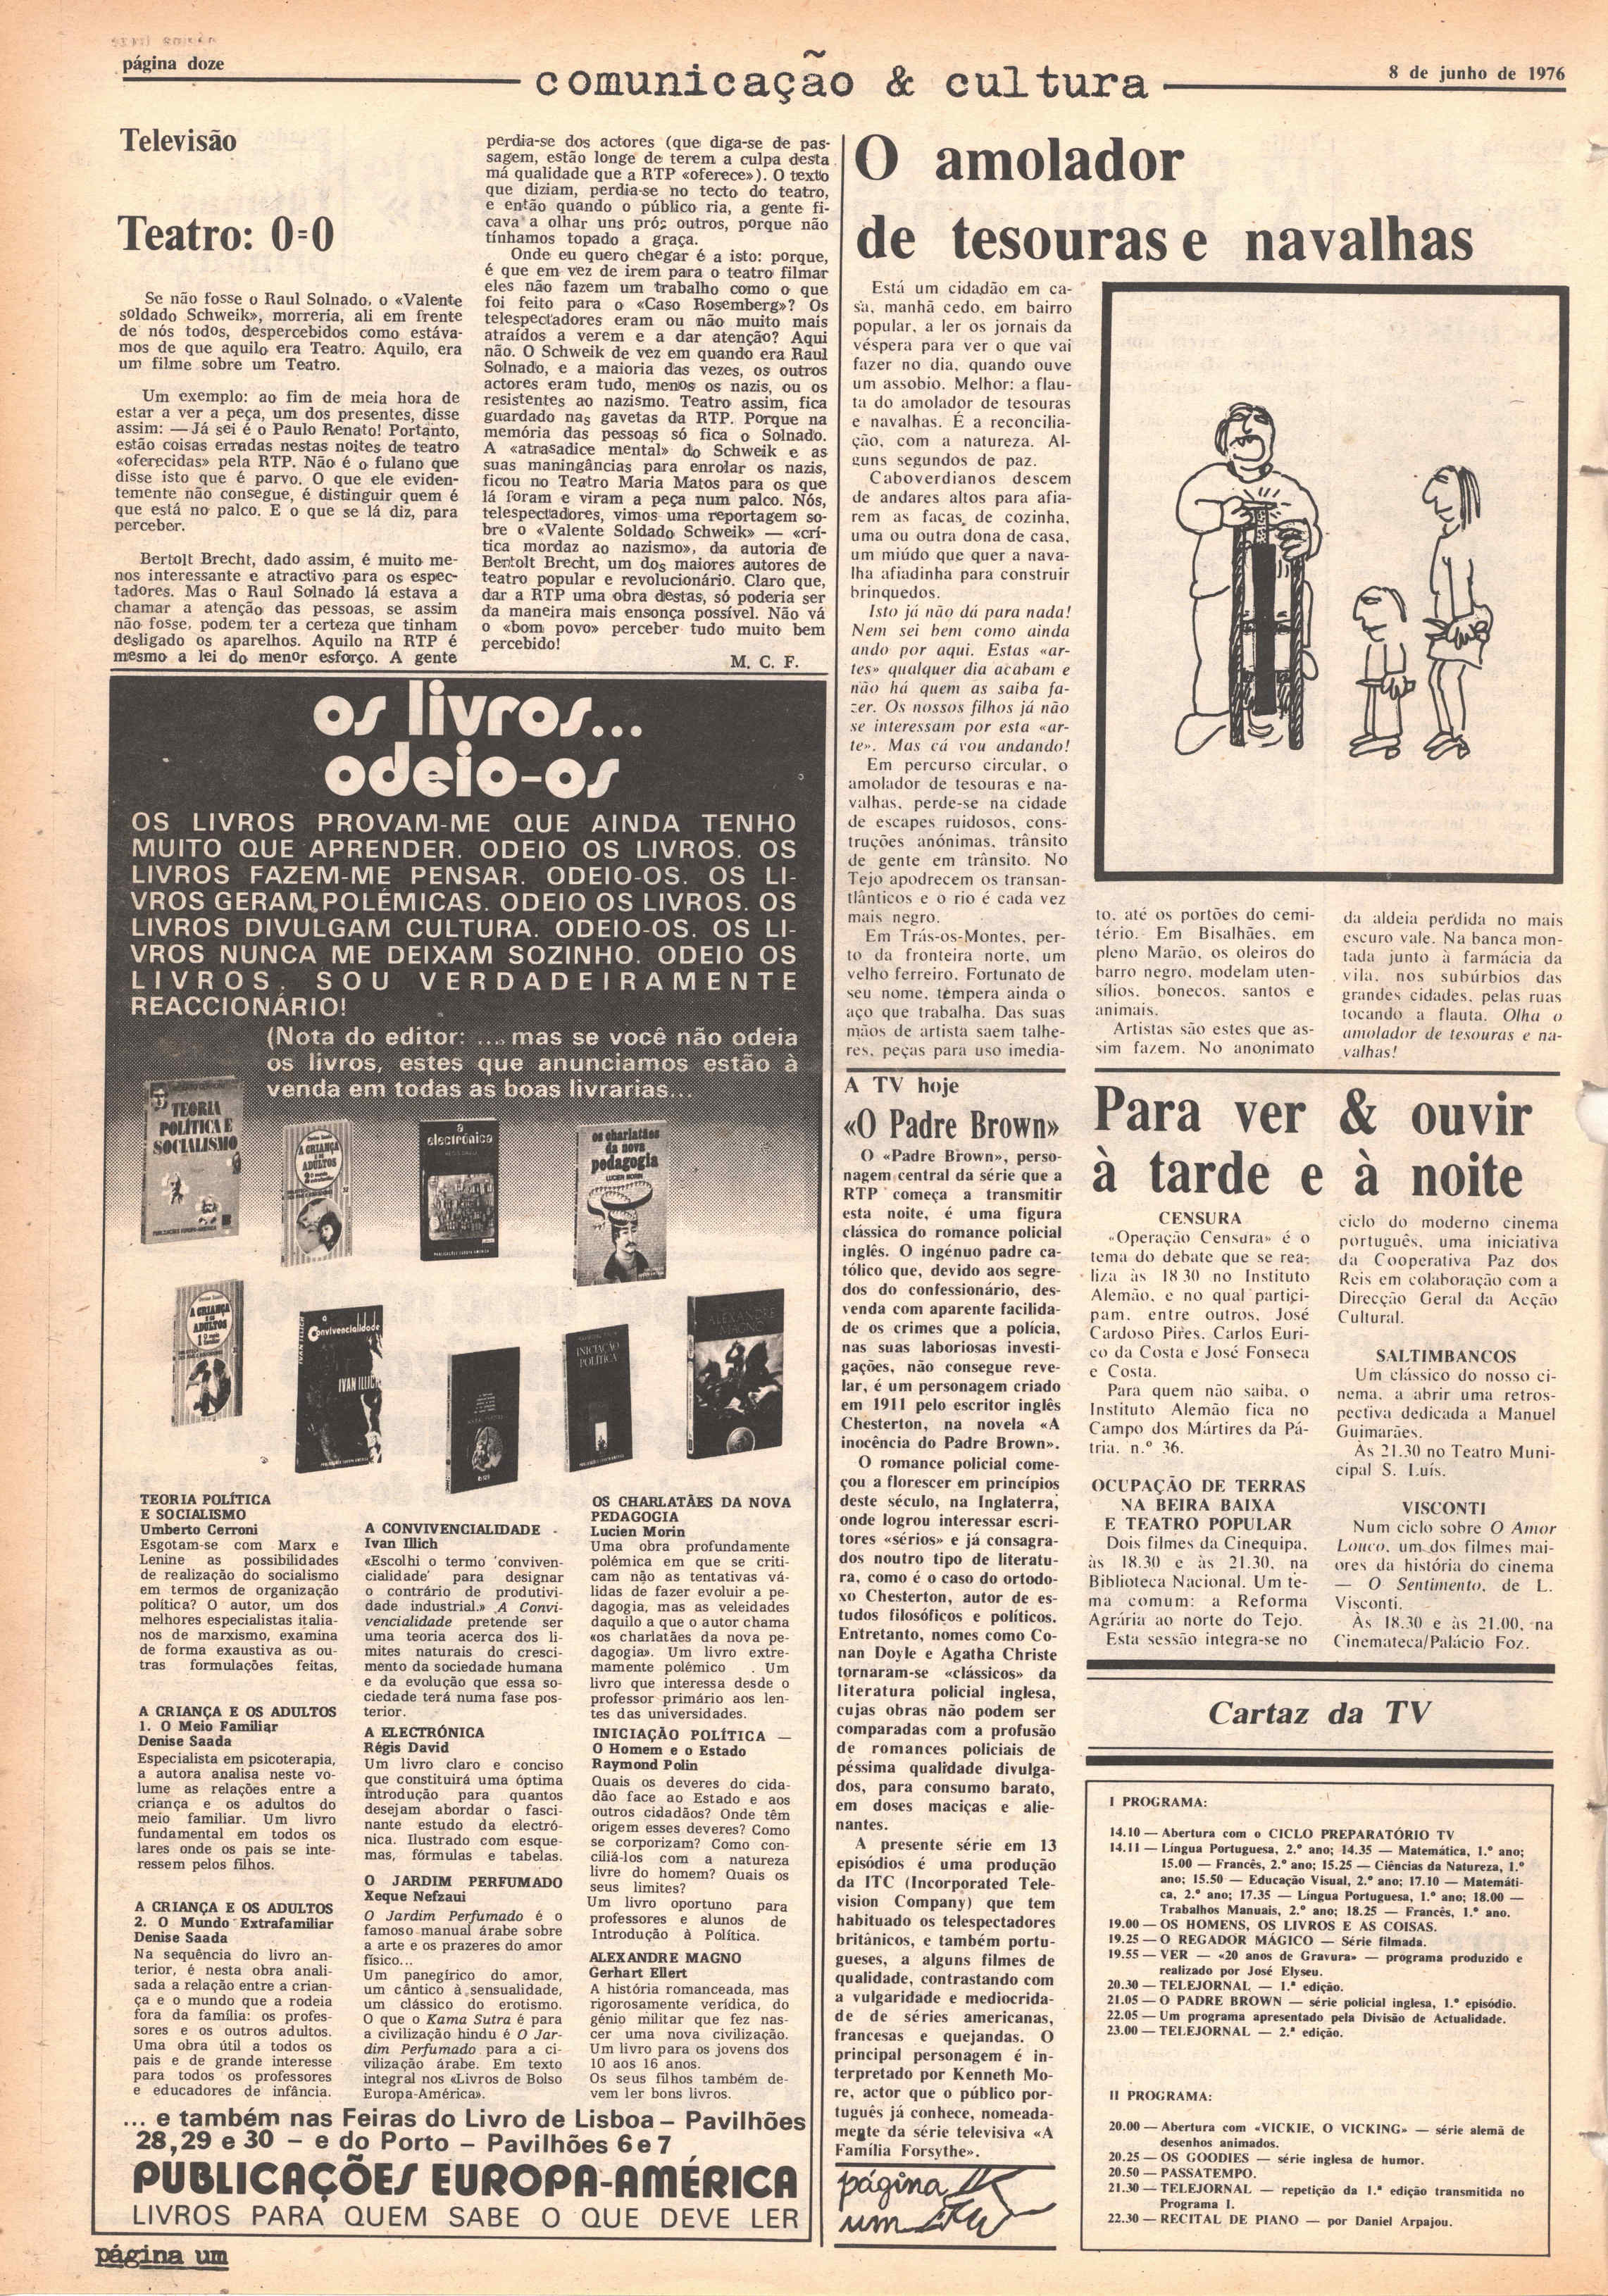 página doze
comunicação & cultura
8 de junho de 1976
Televisão
Teatro: 0=0
Se não fosse o Raul Solnado, o «Valente
soldado Schweik», morreria, ali em frente
de nós todos, despercebidos como estáva-
mos de que aquilo era Teatro. Aquilo, era
um filme sobre um Teatro.
Um exemplo: ao fim de meia hora de
estar a ver a peça, um dos presentes, disse
assim: — Já sei é o Paulo Renato! Portanto,
estão coisas erradas nestas noites de teatro
«oferecidas» pela RTP. Não é o fulano que
disse isto que é parvo. O que ele eviden-
temente não consegue, é distinguir quem é
que está no palco. E o que se lá diz, para
perceber.
Bertolt Brecht, dado assim, é muito me-
nos interessante e atractivo para os espec-
tadores. Mas o Raul Solnado lá estava a
chamar a atenção das pessoas, se assim
não fosse, podem ter a certeza que tinham
desligado os aparelhos. Aquilo na RTP é
mesmo a lei do menor esforço. A gente
perdia-se dos actores (que diga-se de pas-
sagem, estão longe de terem a culpa desta
má qualidade que a RTP «oferece»). O texto
que diziam, perdia-se no tecto do teatro,
e então quando o público ria, a gente fi-
cava a olhar uns prós outros, porque não
tínhamos topado a graça.
Onde eu quero chegar é a isto: porque,
é que em vez de irem para o teatro filmar
eles não fazem um trabalho como o que
foi feito para o «Caso Rosemberg»? Os
telespectadores eram ou não muito mais
atraídos a verem e a dar atenção? Aqui
não. O Schweik de vez em quando era Raul
Solnado, e a maioria das vezes, os outros
actores eram tudo, menos os nazis, ou os
resistentes ao nazismo. Teatro assim, fica
guardado nas gavetas da RTP. Porque na
memória das pessoas só fica o Solnado.
A «atrasadice mental» do Schweik e as
suas maningâncias para enrolar os nazis,
ficou no Teatro Maria Matos para os que
lá foram e viram a peça num palco. Nós,
telespectadores, vimos uma reportagem so-
bre o «Valente Soldado Schweik» — «crí-
tica mordaz ao nazismo», da autoria de
Bertolt Brecht, um dos maiores autores de
teatro popular e revolucionário. Claro que,
dar a RTP uma obra destas, só poderia ser
da maneira mais ensonça possível. Não vá
o «bom povo» perceber tudo muito bem
percebido!
M. C. F.
os livros...
odeio-os
OS LIVROS PROVAM-ME QUE AINDA TENHO
MUITO QUE APRENDER. ODEIO OS LIVROS. OS
LIVROS FAZEM-ME PENSAR. ODEIO-OS. OS LI-
VROS GERAM POLÉMICAS. ODEIO OS LIVROS. OS
LIVROS DIVULGAM CULTURA. ODEIO-OS. OS LI-
VROS NUNCA ME DEIXAM SOZINHO. ODEIO OS
LIVROS. SOU VERDADEIRAMENTE
REACCIONÁRIO!
(Nota do editor: ... mas se você não odeia
os livros, estes que anunciamos estão à
venda em todas as boas livrarias...
TEORIA
POLÍTICA E
SOCIALISMO
A CRIANÇA
E OS
ADULTOS
2
a
electrónica
os charlatães
da nova
pedagogia
LUCIEN MORIN
A CRIANÇA
E OS
ADULTOS
1
a
Convivencialidade
IVAN ILLICH
INICIAÇÃO
POLÍTICA
ALEXANDRE
MAGNO
TEORIA POLÍTICA
E SOCIALISMO
Umberto Cerroni
Esgotam-se com Marx e
Lenine as possibilidades
de realização do socialismo
em termos de organização
política? O autor, um dos
melhores especialistas italia-
nos de marxismo, examina
de forma exaustiva as ou-
tras formulações feitas,
A CRIANÇA E OS ADULTOS
1. O Meio Familiar
Denise Saada
Especialista em psicoterapia,
a autora analisa neste vo-
lume as relações entre a
criança e os adultos do
meio familiar. Um livro
fundamental em todos os
lares onde os pais se inte-
ressem pelos filhos.
A CRIANÇA E OS ADULTOS
2. O Mundo Extrafamiliar
Denise Saada
Na sequência do livro an-
terior, é nesta obra anali-
sada a relação entre a crian-
ça e o mundo que a rodeia
fora da família: os profes-
sores e os outros adultos.
Uma obra útil a todos os
pais e de grande interesse
para todos os professores
e educadores de infância.
A CONVIVENCIALIDADE -
Ivan Illich
«Escolhi o termo 'conviven-
cialidade' para designar
o contrário de produtivi-
dade industrial.» A Convi-
vencialidade pretende ser
uma teoria acerca dos li-
mites naturais do cresci-
mento da sociedade humana
e da evolução que essa so-
ciedade terá numa fase pos-
terior.
A ELECTRÓNICA
Régis David
Um livro claro e conciso
que constituirá uma óptima
introdução para quantos
desejam abordar o fasci-
nante estudo da electró-
nica. Ilustrado com esque-
mas, fórmulas e tabelas.
O JARDIM PERFUMADO
Xeque Nefzaui
O Jardim Perfumado é o
famoso manual árabe sobre
a arte e os prazeres do amor
físico...
Um panegírico do amor,
um cântico à sensualidade,
um clássico do erotismo.
O que o Kama Sutra é para
a civilização hindu é O Jar-
dim Perfumado para a ci-
vilização árabe. Em texto
integral nos «Livros de Bolso
Europa-América».
OS CHARLATÃES DA NOVA
PEDAGOGIA
Lucien Morin
Uma obra profundamente
polémica em que se criti-
cam não as tentativas vá-
lidas de fazer evoluir a pe-
dagogia, mas as veleidades
daquilo a que o autor chama
«os charlatães da nova pe-
dagogia». Um livro extre-
mamente polémico . Um
livro que interessa desde o
professor primário aos len-
tes das universidades.
INICIAÇÃO POLÍTICA —
O Homem e o Estado
Raymond Polin
Quais os deveres do cida-
dão face ao Estado e aos
outros cidadãos? Onde têm
origem esses deveres? Como
se corporizam? Como con-
ciliá-los com a natureza
livre do homem? Quais os
seus limites?
Um livro oportuno para
professores e alunos de
Introdução à Política.
ALEXANDRE MAGNO
Gerhart Ellert
A história romanceada, mas
rigorosamente verídica, do
génio militar que fez nas-
cer uma nova civilização.
Um livro para os jovens dos
10 aos 16 anos.
Os seus filhos também de-
vem ler bons livros.
... e também nas Feiras do Livro de Lisboa — Pavilhões
28,29 e 30 — e do Porto — Pavilhões 6 e 7
PUBLICAÇÕES EUROPA-AMÉRICA
LIVROS PARA QUEM SABE O QUE DEVE LER
O amolador
de tesouras e navalhas
Está um cidadão em ca-
sa, manhã cedo, em bairro
popular, a ler os jornais da
véspera para ver o que vai
fazer no dia, quando ouve
um assobio. Melhor: a flau-
ta do amolador de tesouras
e navalhas. É a reconcilia-
ção, com a natureza. Al-
guns segundos de paz.
Caboverdianos descem
de andares altos para afia-
rem as facas, de cozinha,
uma ou outra dona de casa,
um miúdo que quer a nava-
lha afiadinha para construir
brinquedos.
Isto já não dá para nada!
Nem sei bem como ainda
ando por aqui. Estas «ar-
tes» qualquer dia acabam e
não há quem as saiba fa-
zer. Os nossos filhos já não
se interessam por esta «ar-
te». Mas cá vou andando!
Em percurso circular, o
amolador de tesouras e na-
valhas, perde-se na cidade
de escapes ruidosos, cons-
truções anónimas, trânsito
de gente em trânsito. No
Tejo apodrecem os transan-
tlânticos e o rio é cada vez
mais negro.
Em Trás-os-Montes, per-
to da fronteira norte, um
velho ferreiro, Fortunato de
seu nome, têmpera ainda o
aço que trabalha. Das suas
mãos de artista saem talhe-
res, peças para uso imedia-
to, até os portões do cemi-
tério. Em Bisalhães, em
pleno Marão, os oleiros do
barro negro, modelam uten-
sílios, bonecos, santos e
animais.
Artistas são estes que as-
sim fazem. No anonimato
da aldeia perdida no mais
escuro vale. Na banca mon-
tada junto à farmácia da
vila, nos subúrbios das
grandes cidades, pelas ruas
tocando a flauta. Olha o
amolador de tesouras e na-
valhas!
A TV hoje
«O Padre Brown»
O «Padre Brown», perso-
nagem central da série que a
RTP começa a transmitir
esta noite, é uma figura
clássica do romance policial
inglês. O ingénuo padre ca-
tólico que, devido aos segre-
dos do confessionário, des-
venda com aparente facilida-
de os crimes que a polícia,
nas suas laboriosas investi-
gações, não consegue reve-
lar, é um personagem criado
em 1911 pelo escritor inglês
Chesterton, na novela «A
inocência do Padre Brown».
O romance policial come-
çou a florescer em princípios
deste século, na Inglaterra,
onde logrou interessar escri-
tores «sérios» e já consagra-
dos noutro tipo de literatu-
ra, como é o caso do ortodo-
xo Chesterton, autor de es-
tudos filosóficos e políticos.
Entretanto, nomes como Co-
nan Doyle e Agatha Christe
tornaram-se «clássicos» da
literatura policial inglesa,
cujas obras não podem ser
comparadas com a profusão
de romances policiais de
péssima qualidade divulga-
dos, para consumo barato,
em doses maciças e alie-
nantes.
A presente série em 13
episódios é uma produção
da ITC (Incorporated Tele-
vision Company) que tem
habituado os telespectadores
britânicos, e também portu-
gueses, a alguns filmes de
qualidade, contrastando com
a vulgaridade e mediocrida-
de de séries americanas,
francesas e quejandas. O
principal personagem é in-
terpretado por Kenneth Mo-
re, actor que o público por-
tuguês já conhece, nomeada-
mente da série televisiva «A
Família Forsythe».
página
um
Para ver & ouvir
à tarde e à noite
CENSURA
«Operação Censura» é o
tema do debate que se rea-
liza às 18 30 no Instituto
Alemão, e no qual partici-
pam, entre outros, José
Cardoso Pires, Carlos Euri-
co da Costa e José Fonseca
e Costa.
Para quem não saiba, o
Instituto Alemão fica no
Campo dos Mártires da Pá-
tria, n.º 36.
OCUPAÇÃO DE TERRAS
NA BEIRA BAIXA
E TEATRO POPULAR
Dois filmes da Cinequipa,
às 18.30 e às 21.30, na
Biblioteca Nacional. Um te-
ma comum: a Reforma
Agrária ao norte do Tejo.
Esta sessão integra-se no
ciclo do moderno cinema
português, uma iniciativa
da Cooperativa Paz dos
Reis em colaboração com a
Direcção Geral da Acção
Cultural.
SALTIMBANCOS
Um clássico do nosso ci-
nema, a abrir uma retros-
pectiva dedicada a Manuel
Guimarães.
Às 21.30 no Teatro Muni-
cipal S. Luís.
VISCONTI
Num ciclo sobre O Amor
Louco, um dos filmes mai-
ores da história do cinema
— O Sentimento, de L.
Visconti.
Às 18.30 e às 21.00, na
Cinemateca/Palácio Foz.
Cartaz da TV
I PROGRAMA:
14.10 — Abertura com o CICLO PREPARATÓRIO TV
14.11 — Língua Portuguesa, 2.º ano; 14.35 — Matemática, 1.º ano;
15.00 — Francês, 2.º ano; 15.25 — Ciências da Natureza, 1.º
ano; 15.50 — Educação Visual, 2.º ano; 17.10 — Matemáti-
ca, 2.º ano; 17.35 — Língua Portuguesa, 1.º ano; 18.00 —
Trabalhos Manuais, 2.º ano; 18.25 — Francês, 1.º ano.
19.00 — OS HOMENS, OS LIVROS E AS COISAS.
19.25 — O REGADOR MÁGICO — Série filmada.
19.55 — VER — «20 anos de Gravura» — programa produzido e
realizado por José Elyseu.
20.30 — TELEJORNAL — 1.ª edição.
21.05 — O PADRE BROWN — série policial inglesa, 1.º episódio.
22.05 — Um programa apresentado pela Divisão de Actualidade.
23.00 — TELEJORNAL — 2.ª edição.
II PROGRAMA:
20.00 — Abertura com «VICKIE, O VICKING» — série alemã de
desenhos animados.
20.25 — OS GOODIES — série inglesa de humor.
20.50 — PASSATEMPO.
21.30 — TELEJORNAL — repetição da 1.ª edição transmitida no
Programa I.
22.30 — RECITAL DE PIANO — por Daniel Arpajou.
página um